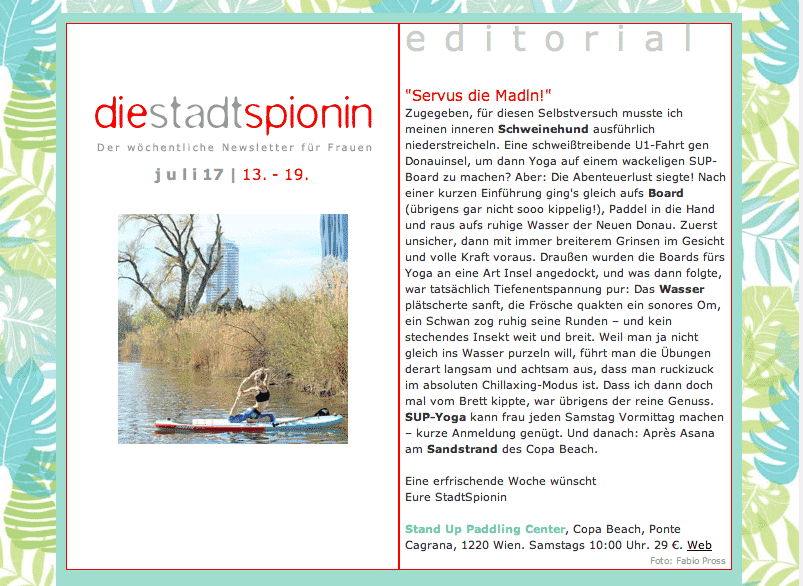 diestadtspionin
Der wöchentliche Newsletter für Frauen
juli17 | 13. - 19.
editorial
"Servus die Madln!"
Zugegeben, für diesen Selbstversuch musste ich
meinen inneren Schweinehund ausführlich
niederstreicheln. Eine schweißtreibende U1-Fahrt gen
Donauinsel, um dann Yoga auf einem wackeligen SUP-
Board zu machen? Aber: Die Abenteuerlust siegte! Nach
einer kurzen Einführung ging's gleich aufs Board
(übrigens gar nicht sooo kippelig!), Paddel in die Hand
und raus aufs ruhige Wasser der Neuen Donau. Zuerst
unsicher, dann mit immer breiterem Grinsen im Gesicht
und volle Kraft voraus. Draußen wurden die Boards fürs
Yoga an eine Art Insel angedockt, und was dann folgte,
war tatsächlich Tiefenentspannung pur: Das Wasser
plätscherte sanft, die Frösche quakten ein sonores Om,
ein Schwan zog ruhig seine Runden – und kein
stechendes Insekt weit und breit. Weil man ja nicht
gleich ins Wasser purzeln will, führt man die Übungen
derart langsam und achtsam aus, dass man ruckizuck
im absoluten Chillaxing-Modus ist. Dass ich dann doch
mal vom Brett kippte, war übrigens der reine Genuss.
SUP-Yoga kann frau jeden Samstag Vormittag machen
– kurze Anmeldung genügt. Und danach: Après Asana
am Sandstrand des Copa Beach.
Eine erfrischende Woche wünscht
Eure StadtSpionin
Stand Up Paddling Center, Copa Beach, Ponte
Cagrana, 1220 Wien. Samstags 10:00 Uhr. 29 €. Web
Foto: Fabio Pross